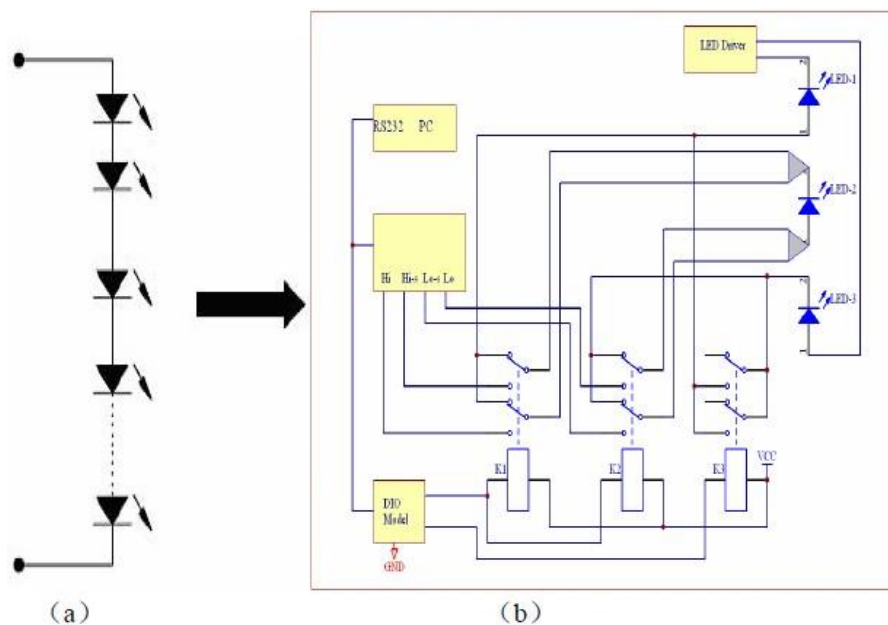 LED Driver
LED-1
RS232 PC
LED-2
Hi Hi-s Lo-s Lo
LED-3
K1
K2
K3
VCC
DIO
Model
GND
(a)
(b)